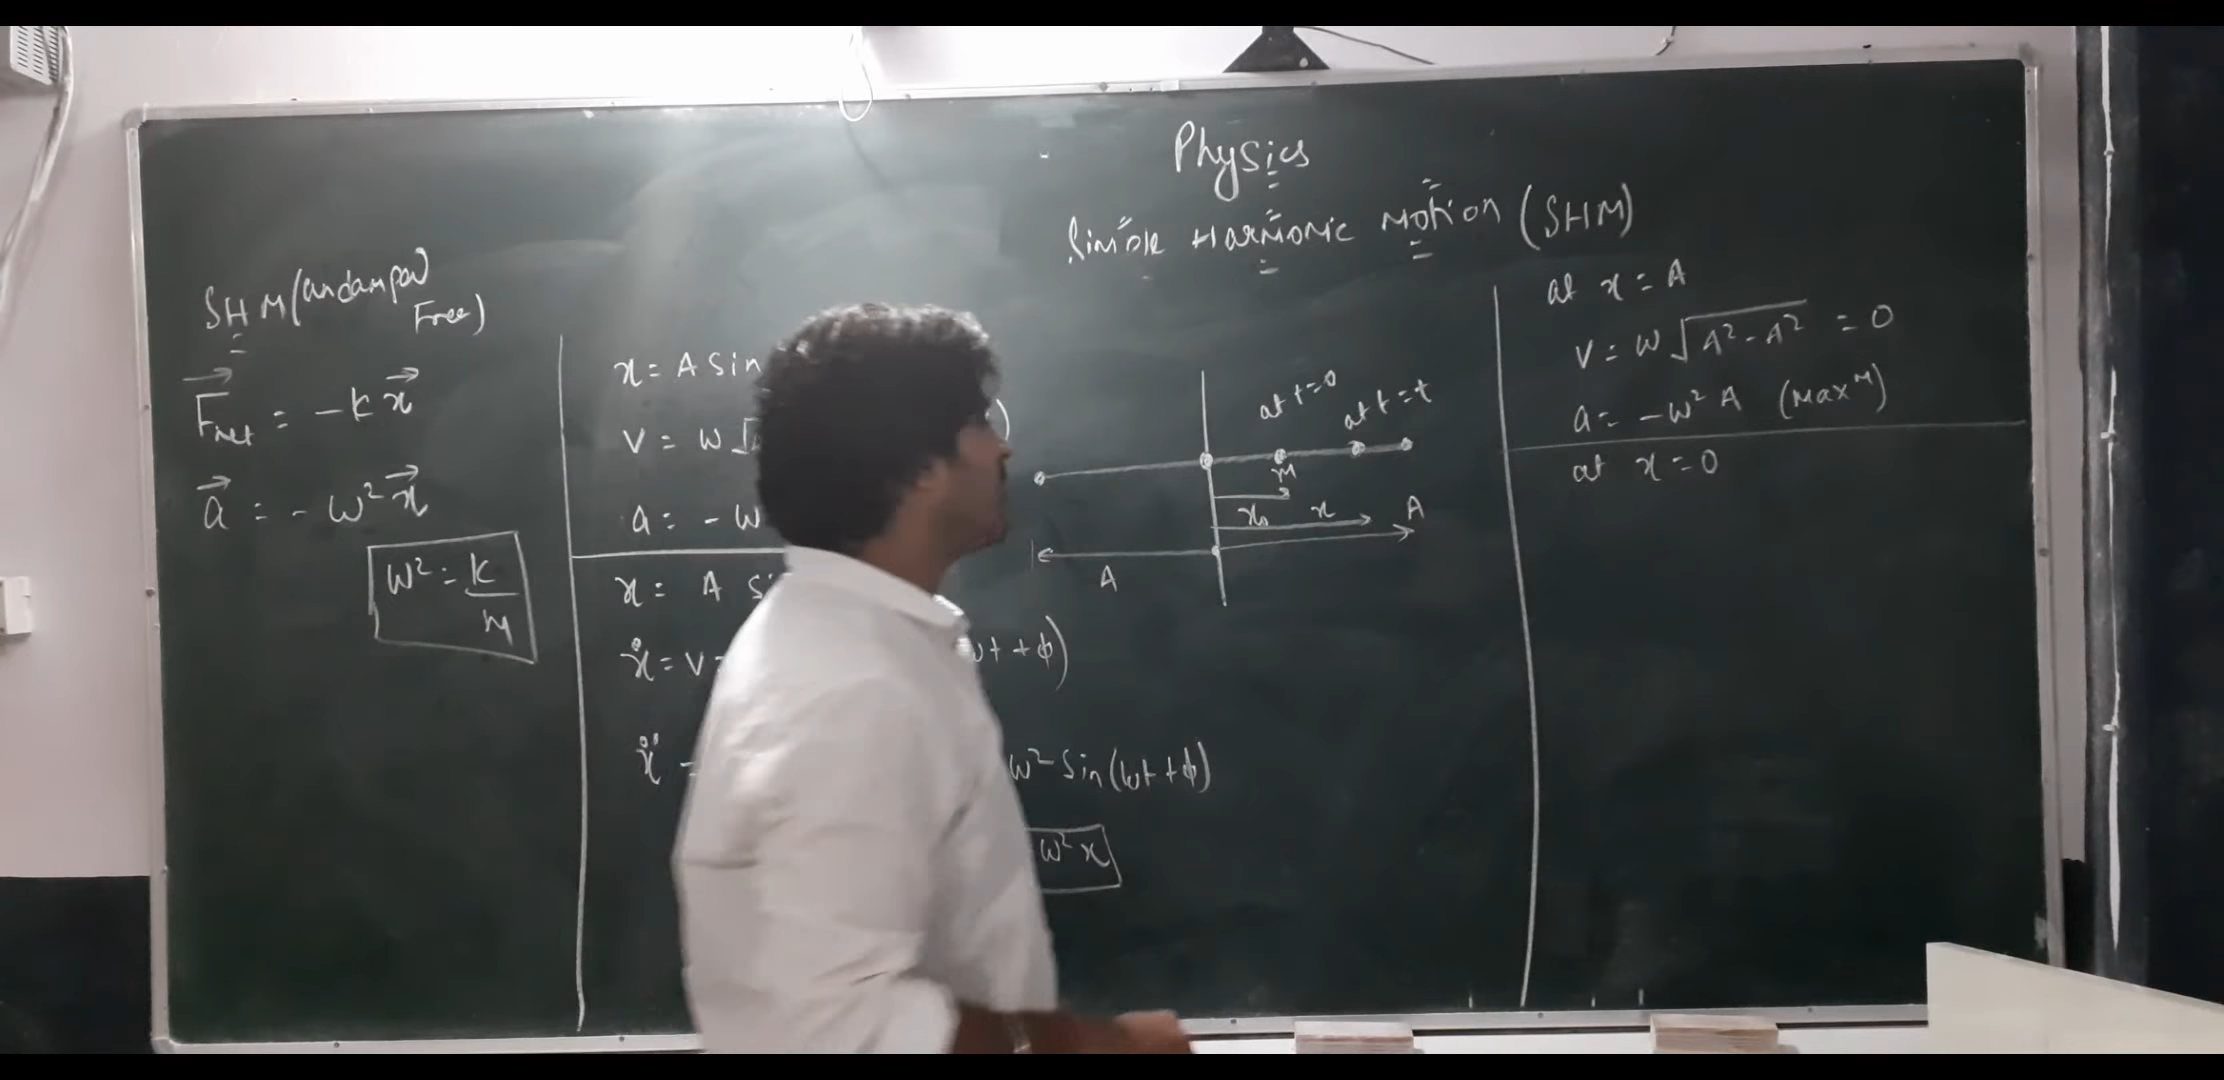 Physics
Simple Harmonic Motion (SHM)
SHM (undamped
Free)
F⃗net = -k x⃗
a⃗ = - ω² x⃗
ω² = k/m
x = A sin
v = ω√
)
a = - ω
x = A si
ẋ = v =
ωt + ϕ)
ẍ =
ω² sin(ωt + ϕ)
ω² x
at t=0
at t=t
m
x₀ x A
A
at x = A
v = ω√A² - A² = 0
a = - ω² A (Maxᴹ)
at x = 0